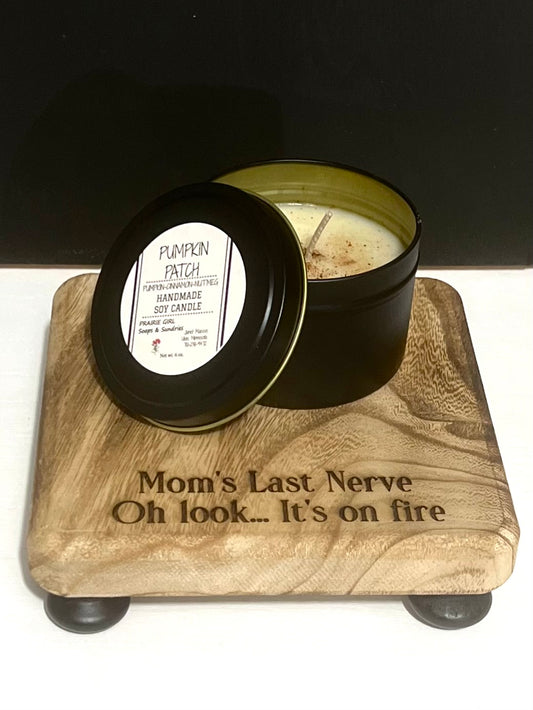 PUMPKIN
PATCH
PUMPKIN-CINNAMON-NUTMEG
HANDMADE
SOY CANDLE
PRAIRIE GIRL
Soaps & Sundries
Net wt. 6 oz.
Mom's Last Nerve
Oh look... It's on fire